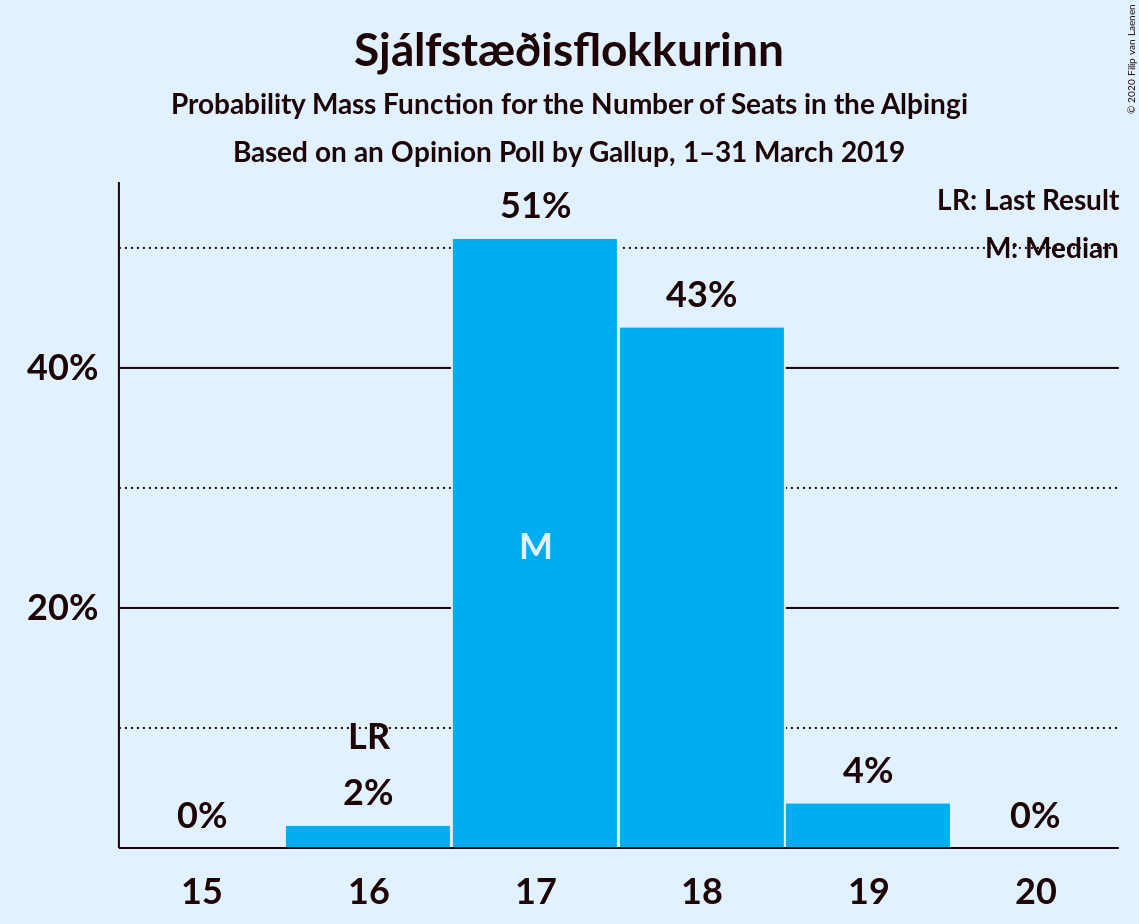 Sjálfstæðisflokkurinn
Probability Mass Function for the Number of Seats in the Alþingi
Based on an Opinion Poll by Gallup, 1–31 March 2019
© 2020 Filip van Laenen
LR: Last Result
M: Median
51%
43%
40%
M
20%
LR
2%
4%
0%
0%
15 16 17 18 19 20